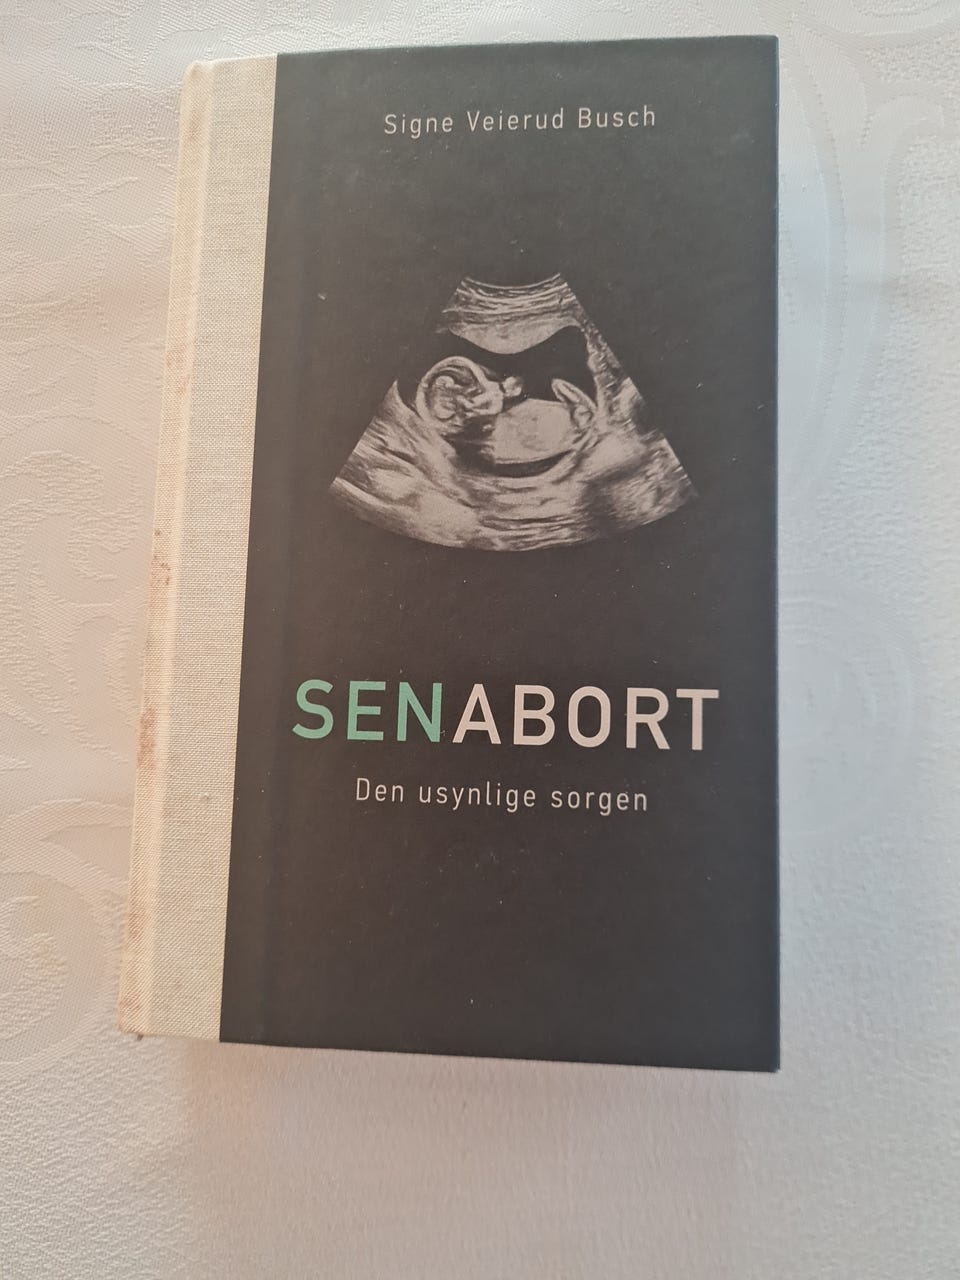 Signe Veierud Busch
SENABORT
Den usynlige sorgen